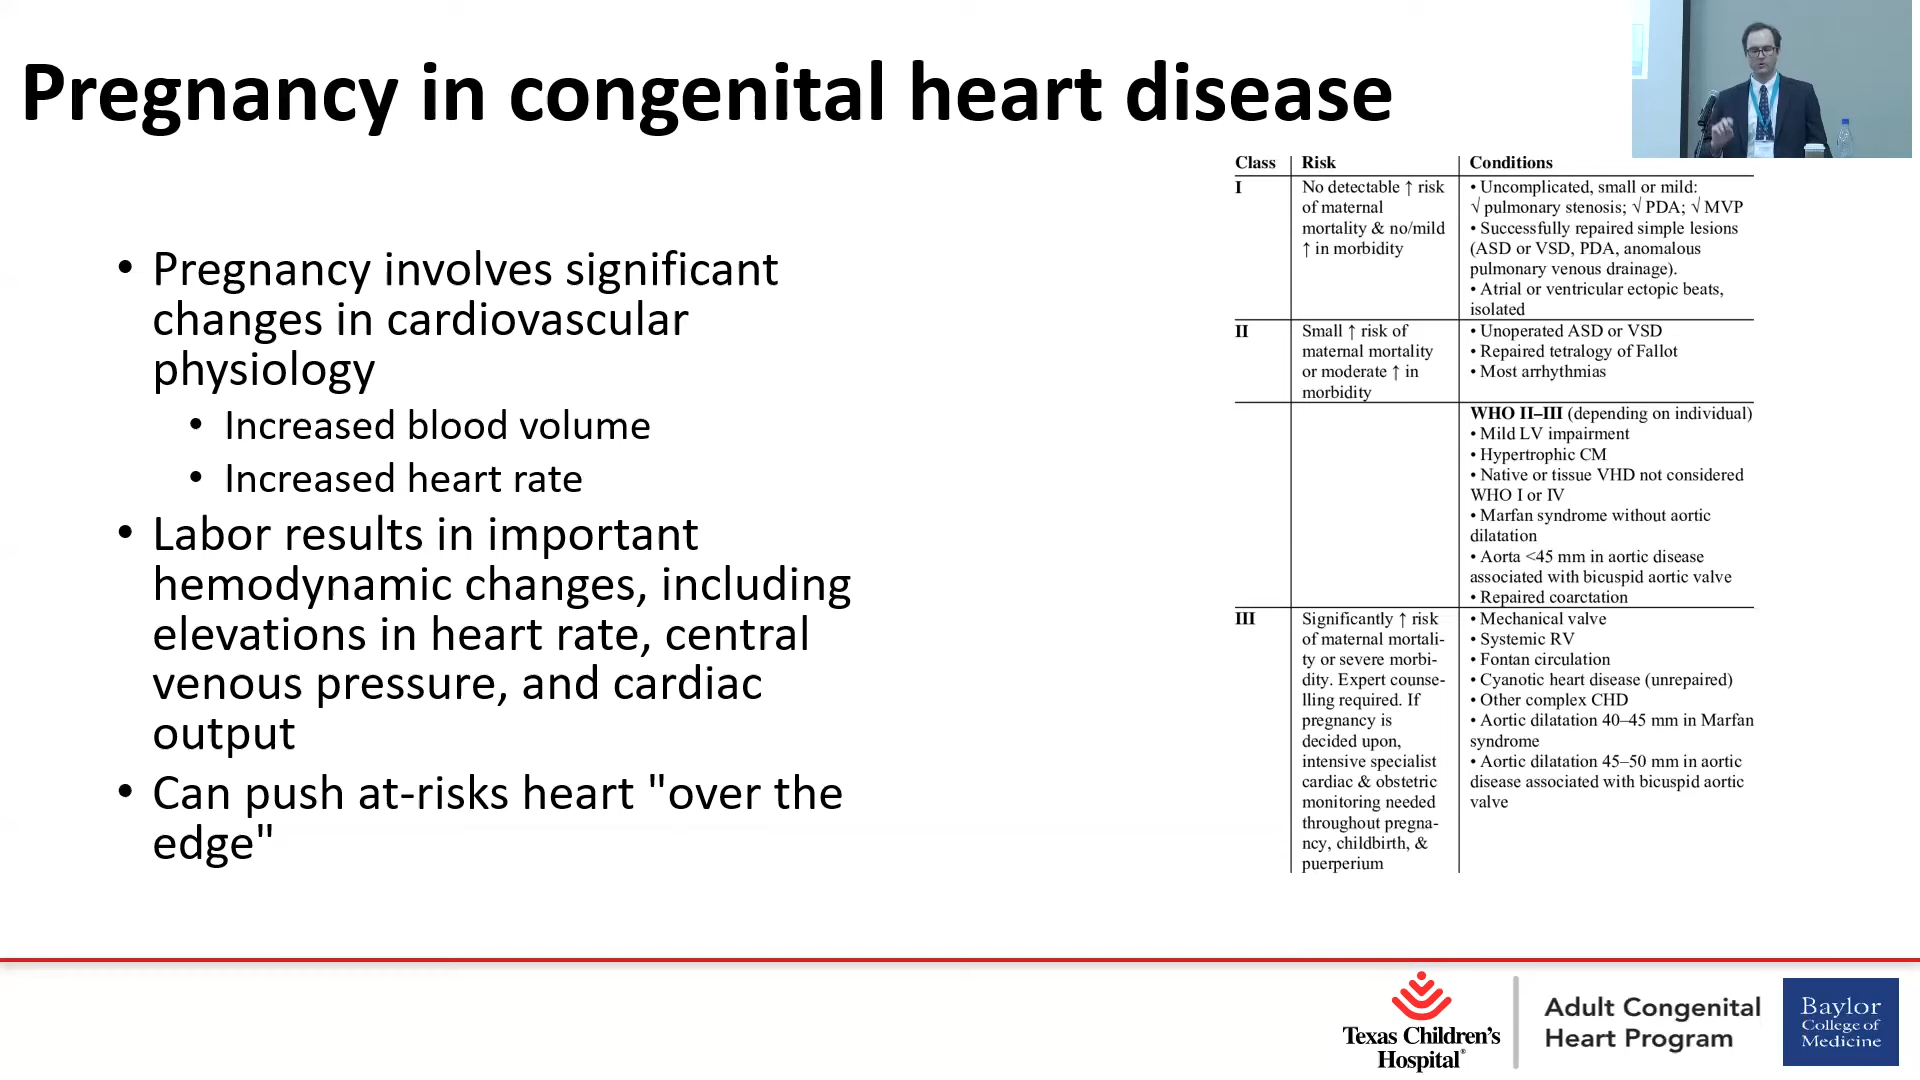 Pregnancy in congenital heart disease
• Pregnancy involves significant
changes in cardiovascular
physiology
• Increased blood volume
• Increased heart rate
• Labor results in important
hemodynamic changes, including
elevations in heart rate, central
venous pressure, and cardiac
output
• Can push at-risks heart "over the
edge"
Class Risk Conditions
I
No detectable ↑ risk
of maternal
mortality & no/mild
↑ in morbidity
• Uncomplicated, small or mild:
√ pulmonary stenosis; √ PDA; √ MVP
• Successfully repaired simple lesions
(ASD or VSD, PDA, anomalous
pulmonary venous drainage).
• Atrial or ventricular ectopic beats,
isolated
II
Small ↑ risk of
maternal mortality
or moderate ↑ in
morbidity
• Unoperated ASD or VSD
• Repaired tetralogy of Fallot
• Most arrhythmias
WHO II–III (depending on individual)
• Mild LV impairment
• Hypertrophic CM
• Native or tissue VHD not considered
WHO I or IV
• Marfan syndrome without aortic
dilatation
• Aorta <45 mm in aortic disease
associated with bicuspid aortic valve
• Repaired coarctation
III
Significantly ↑ risk
of maternal mortali-
ty or severe morbi-
dity. Expert counse-
lling required. If
pregnancy is
decided upon,
intensive specialist
cardiac & obstetric
monitoring needed
throughout pregna-
ncy, childbirth, &
puerperium
• Mechanical valve
• Systemic RV
• Fontan circulation
• Cyanotic heart disease (unrepaired)
• Other complex CHD
• Aortic dilatation 40–45 mm in Marfan
syndrome
• Aortic dilatation 45–50 mm in aortic
disease associated with bicuspid aortic
valve
Texas Children's
Hospital®
Adult Congenital
Heart Program
Baylor
College of
Medicine